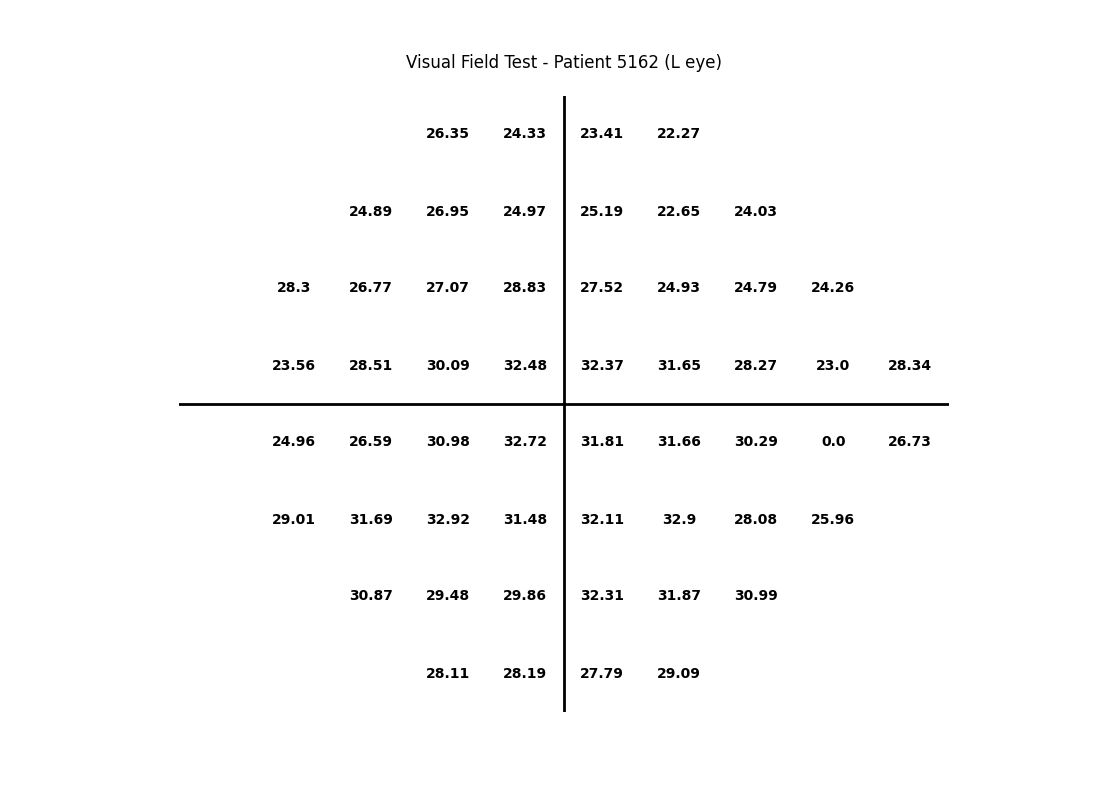 Visual Field Test - Patient 5162 (L eye)
26.35 24.33 23.41 22.27
24.89 26.95 24.97 25.19 22.65 24.03
28.3 26.77 27.07 28.83 27.52 24.93 24.79 24.26
23.56 28.51 30.09 32.48 32.37 31.65 28.27 23.0 28.34
24.96 26.59 30.98 32.72 31.81 31.66 30.29 0.0 26.73
29.01 31.69 32.92 31.48 32.11 32.9 28.08 25.96
30.87 29.48 29.86 32.31 31.87 30.99
28.11 28.19 27.79 29.09